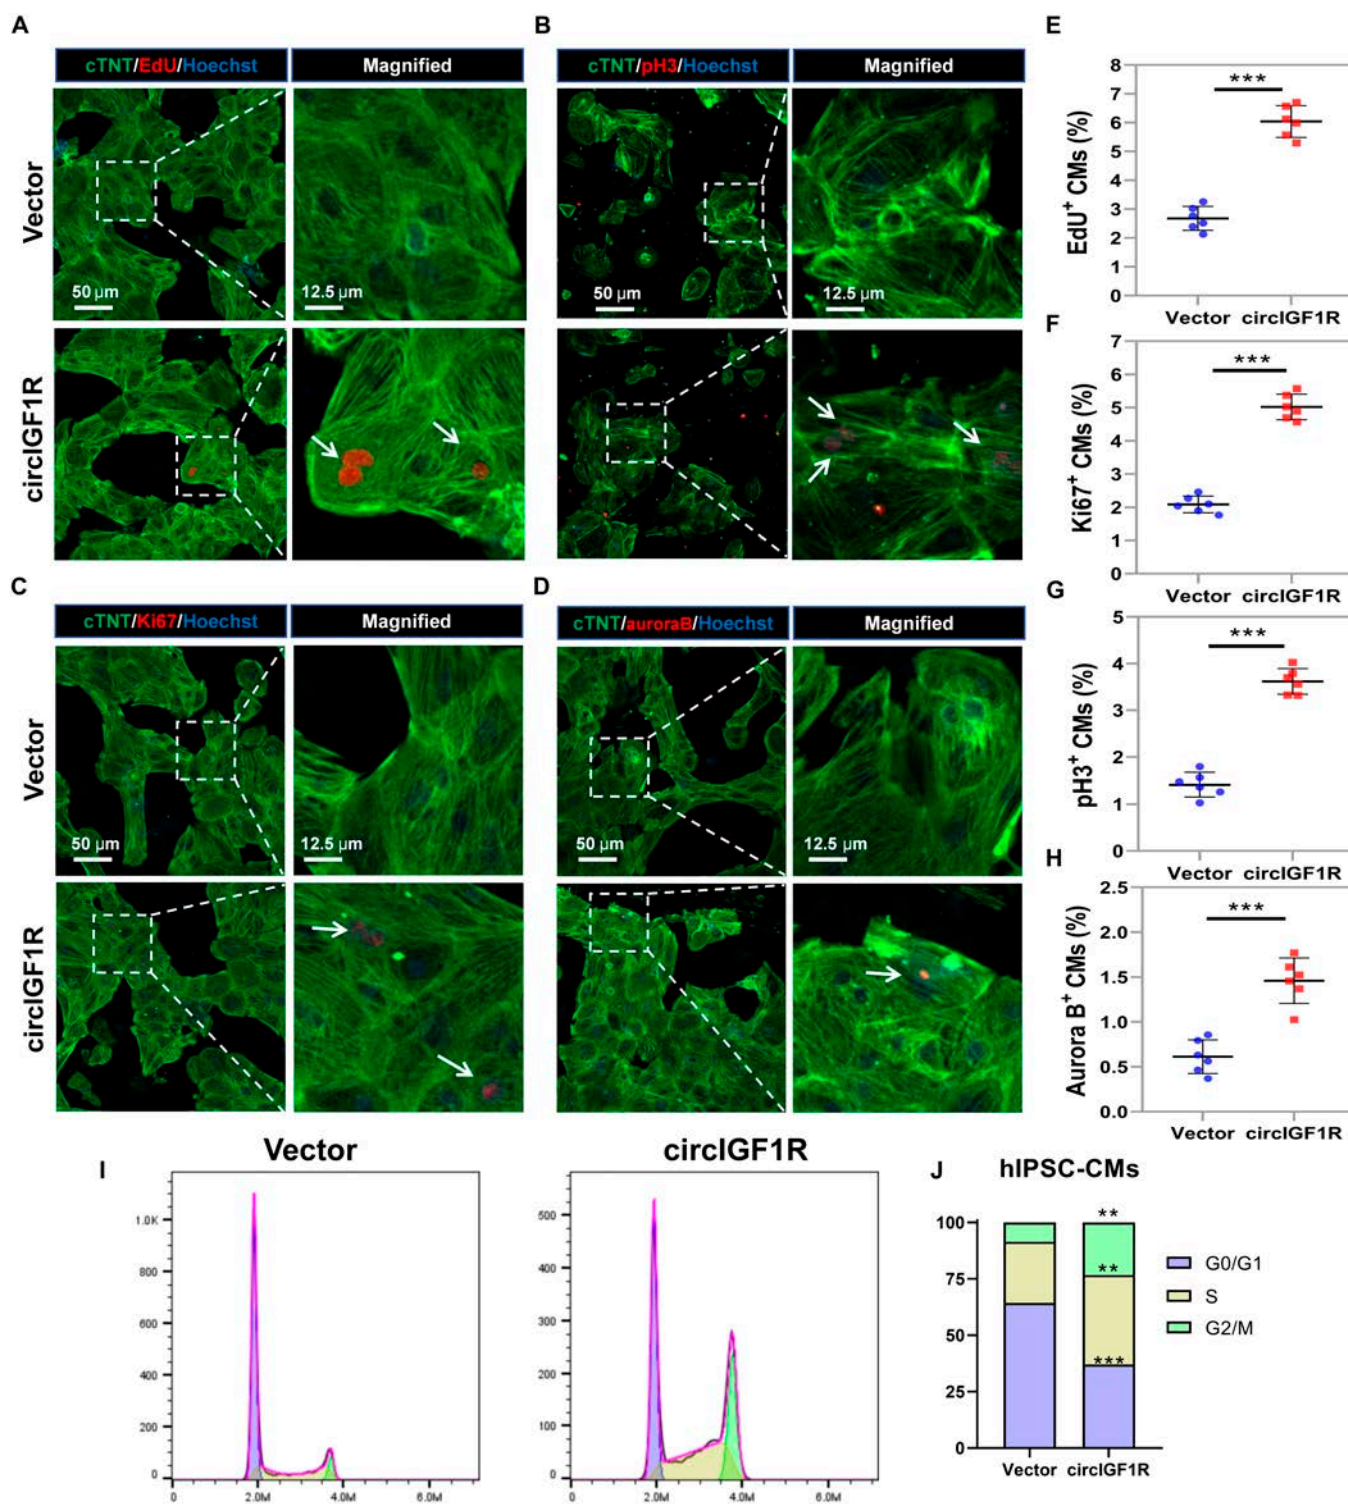 A
cTNT/EdU/Hoechst
Magnified
Vector
50 µm
12.5 µm
circIGF1R
B
cTNT/pH3/Hoechst
Magnified
50 µm
12.5 µm
C
cTNT/Ki67/Hoechst
Magnified
Vector
50 µm
12.5 µm
circIGF1R
D
cTNT/auroraB/Hoechst
Magnified
50 µm
12.5 µm
E
EdU+ CMs (%)
8
7
6
5
4
3
2
1
0
***
Vector circIGF1R
F
Ki67+ CMs (%)
7
6
5
4
3
2
1
0
***
Vector circIGF1R
G
pH3+ CMs (%)
5
4
3
2
1
0
***
Vector circIGF1R
H
Aurora B+ CMs (%)
2.5
2.0
1.5
1.0
0.5
0.0
***
Vector circIGF1R
I
Vector
1.0K
800
600
400
200
0
0 2.0M 4.0M 6.0M
circIGF1R
500
400
300
200
100
0
0 2.0M 4.0M 6.0M
J
hIPSC-CMs
100
75
50
25
0
**
**
***
Vector circIGF1R
G0/G1
S
G2/M